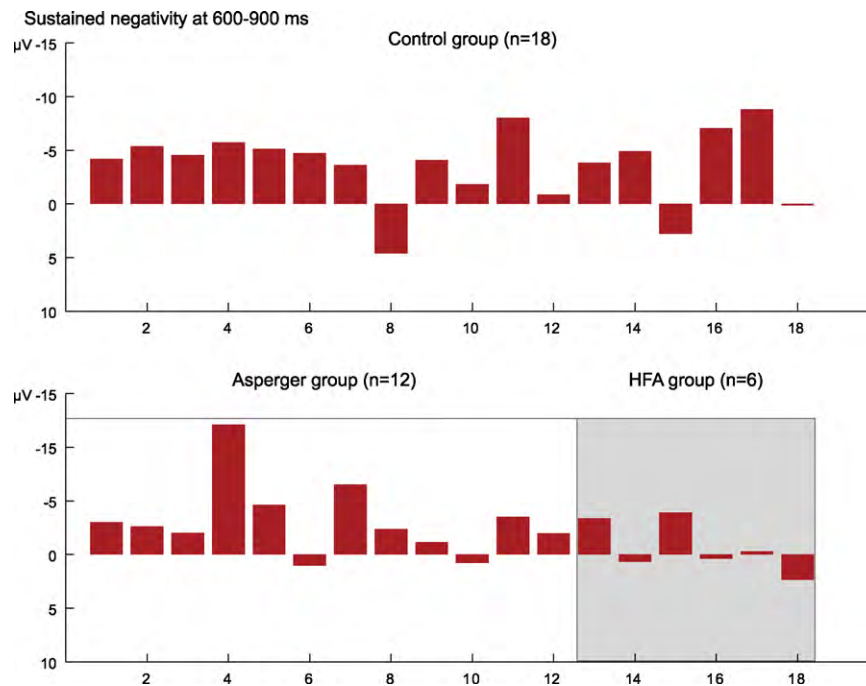 Sustained negativity at 600-900 ms
µV -15
Control group (n=18)
-10
-5
0
5
10
2 4 6 8 10 12 14 16 18
Asperger group (n=12) HFA group (n=6)
µV -15
-15
-5
0
5
10
2 4 6 8 10 12 14 16 18